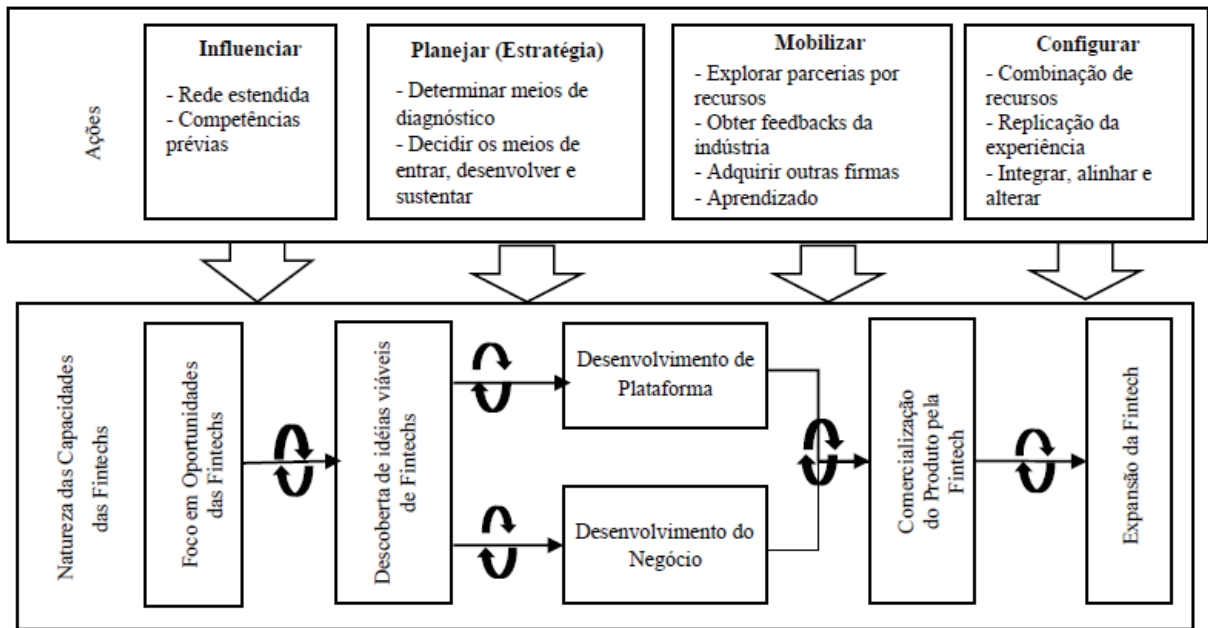 Ações
Influenciar
- Rede estendida
- Competências
prévias
Planejar (Estratégia)
- Determinar meios de
diagnóstico
- Decidir os meios de
entrar, desenvolver e
sustentar
Mobilizar
- Explorar parcerias por
recursos
- Obter feedbacks da
indústria
- Adquirir outras firmas
- Aprendizado
Configurar
- Combinação de
recursos
- Replicação da
experiência
- Integrar, alinhar e
alterar
Natureza das Capacidades
das Fintechs
Foco em Oportunidades
das Fintechs
Descoberta de idéias viáveis
de Fintechs
Desenvolvimento de
Plataforma
Desenvolvimento do
Negócio
Comercialização
do Produto pela
Fintech
Expansão da Fintech